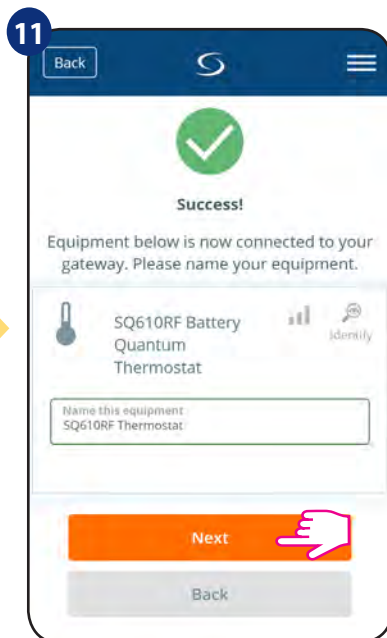 11
Back
Success!
Equipment below is now connected to your
gateway. Please name your equipment.
SQ610RF Battery
Quantum
Thermostat
Identify
Name this equipment
SQ610RF Thermostat
Next
Back